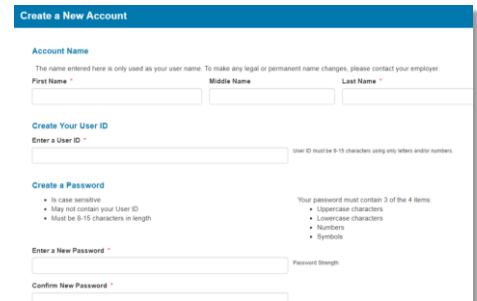 Create a New Account
Account Name
The name entered here is only used as your user name. To make any legal or permanent name changes, please contact your employer.
First Name * Middle Name Last Name *
Create Your User ID
Enter a User ID *
User ID must be 8-15 characters using only letters and/or numbers.
Create a Password
• Is case sensitive
• May not contain your User ID
• Must be 8-15 characters in length
Your password must contain 3 of the 4 items:
• Uppercase characters
• Lowercase characters
• Numbers
• Symbols
Enter a New Password *
Password Strength:
Confirm New Password *